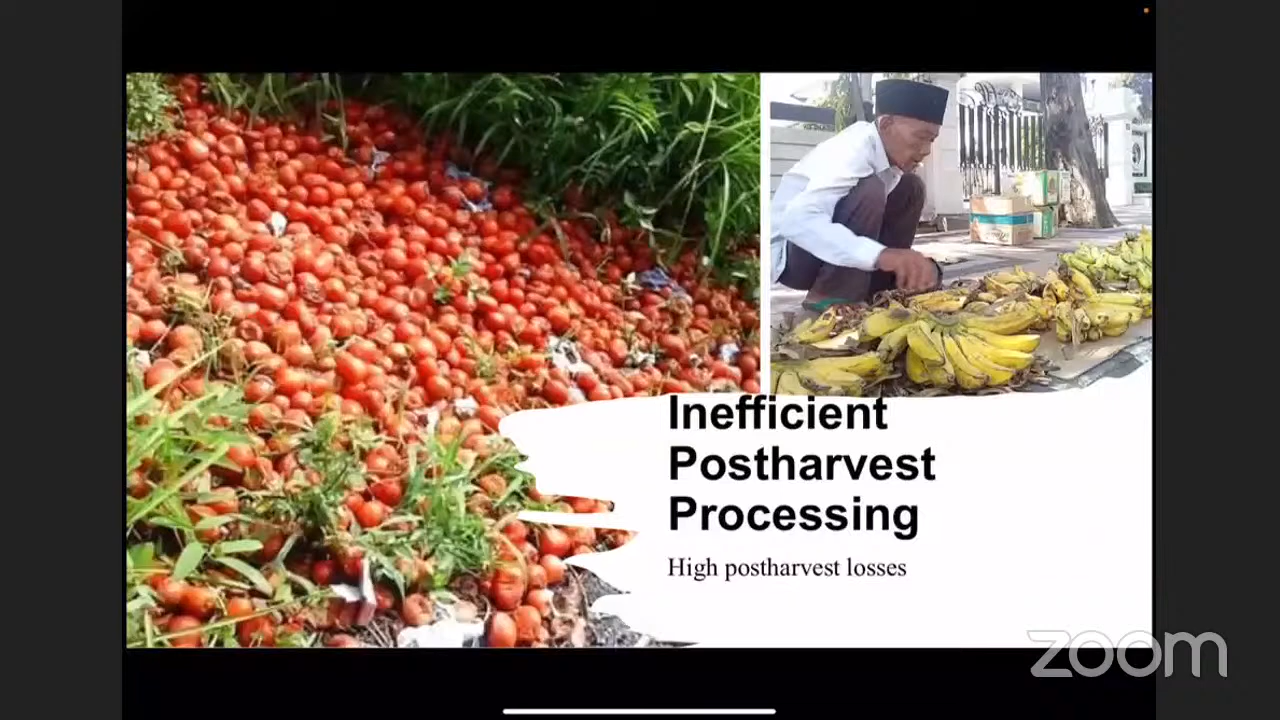 Inefficient
Postharvest
Processing
High postharvest losses
zoom